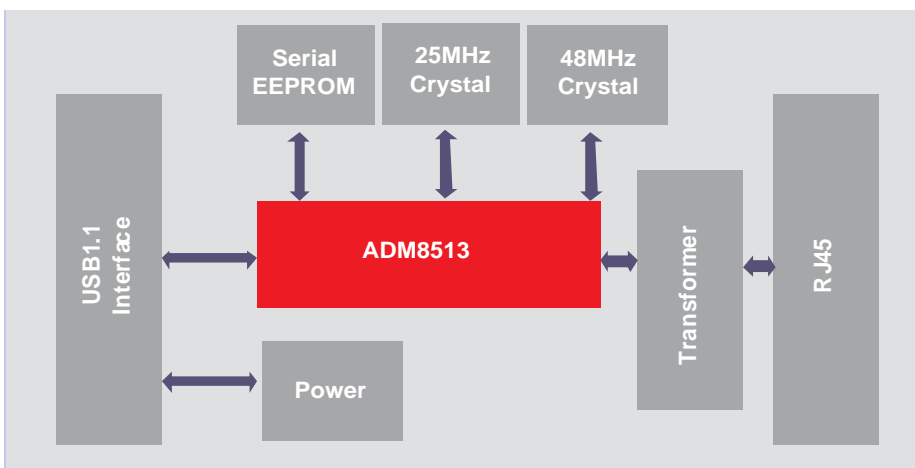 Serial
EEPROM
25MHz
Crystal
48MHz
Crystal
USB1.1
Interface
ADM8513
Transformer
RJ45
Power